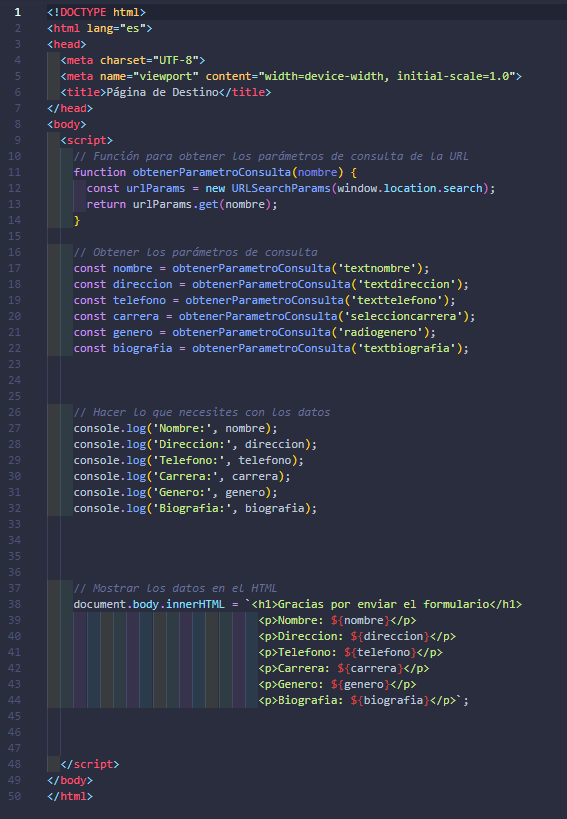 1 <!DOCTYPE html>
2 <html lang="es">
3 <head>
4 <meta charset="UTF-8">
5 <meta name="viewport" content="width=device-width, initial-scale=1.0">
6 <title>Página de Destino</title>
7 </head>
8 <body>
9 <script>
10 // Función para obtener los parámetros de consulta de la URL
11 function obtenerParametroConsulta(nombre) {
12 const urlParams = new URLSearchParams(window.location.search);
13 return urlParams.get(nombre);
14 }
15
16 // Obtener los parámetros de consulta
17 const nombre = obtenerParametroConsulta('textnombre');
18 const direccion = obtenerParametroConsulta('textdireccion');
19 const telefono = obtenerParametroConsulta('texttelefono');
20 const carrera = obtenerParametroConsulta('seleccioncarrera');
21 const genero = obtenerParametroConsulta('radiogenero');
22 const biografia = obtenerParametroConsulta('textbiografia');
23
24
25
26 // Hacer lo que necesites con los datos
27 console.log('Nombre:', nombre);
28 console.log('Direccion:', direccion);
29 console.log('Telefono:', telefono);
30 console.log('Carrera:', carrera);
31 console.log('Genero:', genero);
32 console.log('Biografia:', biografia);
33
34
35
36
37 // Mostrar los datos en el HTML
38 document.body.innerHTML = `<h1>Gracias por enviar el formulario</h1>
39 <p>Nombre: ${nombre}</p>
40 <p>Direccion: ${direccion}</p>
41 <p>Telefono: ${telefono}</p>
42 <p>Carrera: ${carrera}</p>
43 <p>Genero: ${genero}</p>
44 <p>Biografia: ${biografia}</p>`;
45
46
47
48 </script>
49 </body>
50 </html>